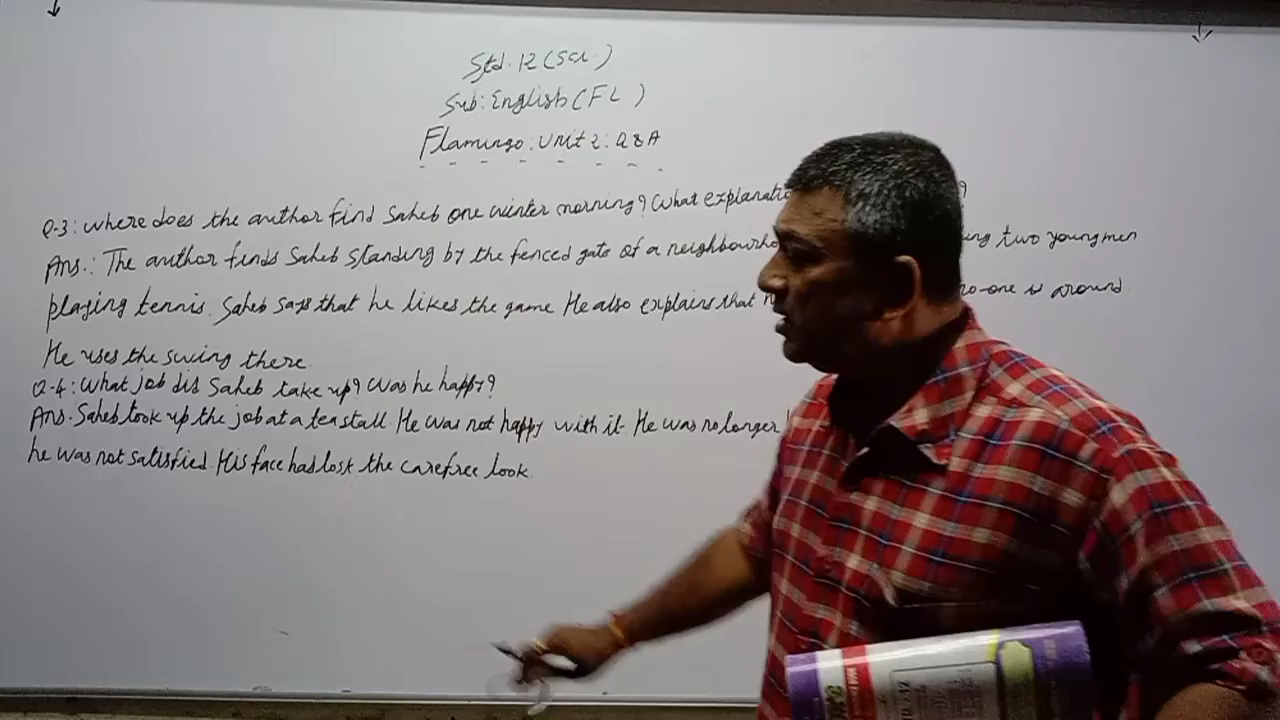 Std. 12 (Sci.)
Sub: English (FL)
Flamingo: Unit 2: Q&A
Q-3: Where does the author find Saheb one winter morning? What explanati ?
Ans.: The author finds Saheb standing by the fenced gate of a neighbourho ing two young men
playing tennis. Saheb says that he likes the game He also explains that no-one is around
He uses the swing there.
Q-4: What job did Saheb take up? Was he happy?
Ans. Saheb took up the job at a tea stall. He was not happy with it. He was no longer
he was not satisfied. His face had lost the carefree look.